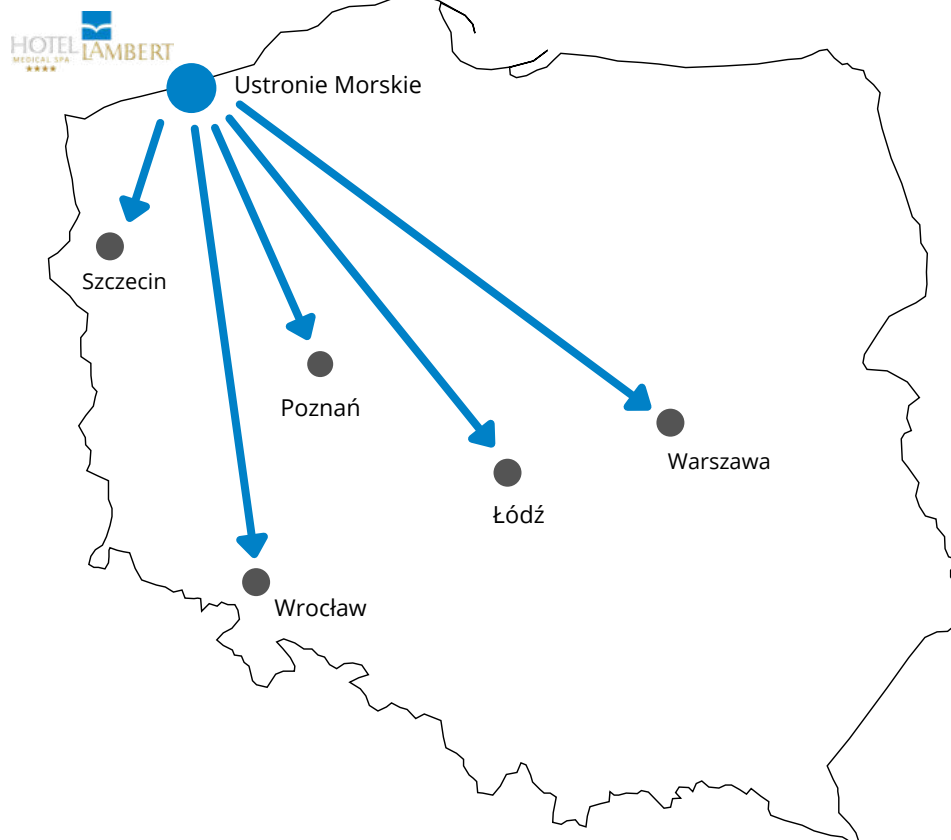 HOTEL LAMBERT
MEDICAL SPA
Ustronie Morskie
Szczecin
Poznań
Warszawa
Łódź
Wrocław